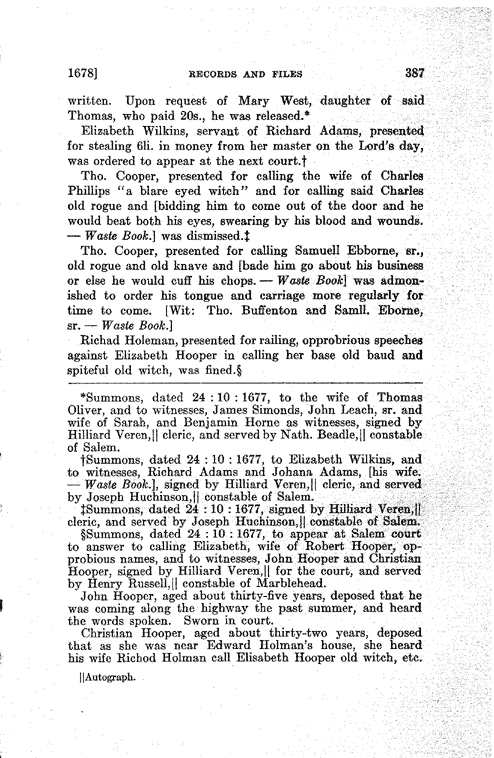 1678] RECORDS AND FILES 387
written. Upon request of Mary West, daughter of said
Thomas, who paid 20s., he was released.*
Elizabeth Wilkins, servant of Richard Adams, presented
for stealing 6li. in money from her master on the Lord's day,
was ordered to appear at the next court.†
Tho. Cooper, presented for calling the wife of Charles
Phillips "a blare eyed witch" and for calling said Charles
old rogue and [bidding him to come out of the door and he
would beat both his eyes, swearing by his blood and wounds.
— Waste Book.] was dismissed.‡
Tho. Cooper, presented for calling Samuell Ebborne, sr.,
old rogue and old knave and [bade him go about his business
or else he would cuff his chops. — Waste Book] was admon-
ished to order his tongue and carriage more regularly for
time to come. [Wit: Tho. Buffenton and Samll. Eborne,
sr. — Waste Book.]
Richad Holeman, presented for railing, opprobrious speeches
against Elizabeth Hooper in calling her base old baud and
spiteful old witch, was fined.§
*Summons, dated 24 : 10 : 1677, to the wife of Thomas
Oliver, and to witnesses, James Simonds, John Leach, sr. and
wife of Sarah, and Benjamin Horne as witnesses, signed by
Hilliard Veren,|| cleric, and served by Nath. Beadle,|| constable
of Salem.
†Summons, dated 24 : 10 : 1677, to Elizabeth Wilkins, and
to witnesses, Richard Adams and Johana Adams, [his wife.
— Waste Book.], signed by Hilliard Veren,|| cleric, and served
by Joseph Huchinson,|| constable of Salem.
‡Summons, dated 24 : 10 : 1677, signed by Hilliard Veren,||
cleric, and served by Joseph Huchinson,|| constable of Salem.
§Summons, dated 24 : 10 : 1677, to appear at Salem court
to answer to calling Elizabeth, wife of Robert Hooper, op-
probious names, and to witnesses, John Hooper and Christian
Hooper, signed by Hilliard Veren,|| for the court, and served
by Henry Russell,|| constable of Marblehead.
John Hooper, aged about thirty-five years, deposed that he
was coming along the highway the past summer, and heard
the words spoken. Sworn in court.
Christian Hooper, aged about thirty-two years, deposed
that as she was near Edward Holman's house, she heard
his wife Richod Holman call Elisabeth Hooper old witch, etc.
||Autograph.